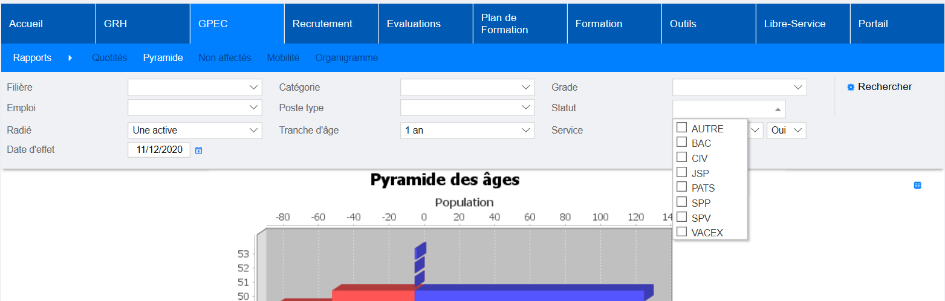 Accueil GRH GPEC Recrutement Evaluations Plan de Formation Formation Outils Libre-Service Portail
Rapports Quotités Pyramide Non affectés Mobilité Organigramme
Filière Catégorie Grade Rechercher
Emploi Poste type Statut
Radié Une active Tranche d'âge 1 an Service Oui
Date d'effet 11/12/2020
AUTRE
BAC
CIV
JSP
PATS
SPP
SPV
VACEX
Pyramide des âges
Population
-80 -60 -40 -20 0 20 40 60 80 100 120 14
53
52
51
50